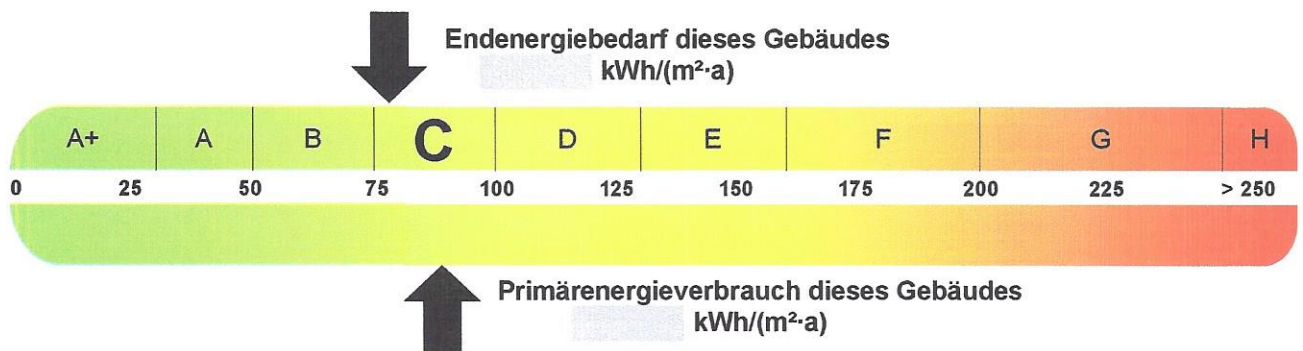 Endenergiebedarf dieses Gebäudes
kWh/(m²·a)
A+ A B C D E F G H
0 25 50 75 100 125 150 175 200 225 > 250
Primärenergieverbrauch dieses Gebäudes
kWh/(m²·a)